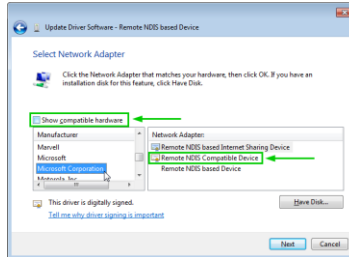 Update Driver Software - Remote NDIS based Device
Select Network Adapter
Click the Network Adapter that matches your hardware, then click OK. If you have an
installation disk for this feature, click Have Disk.
Show compatible hardware
Manufacturer
Marvell
Microsoft
Microsoft Corporation
Motorola, Inc.
Network Adapter:
Remote NDIS based Internet Sharing Device
Remote NDIS Compatible Device
Remote NDIS based Device
This driver is digitally signed.
Tell me why driver signing is important
Have Disk...
Next
Cancel